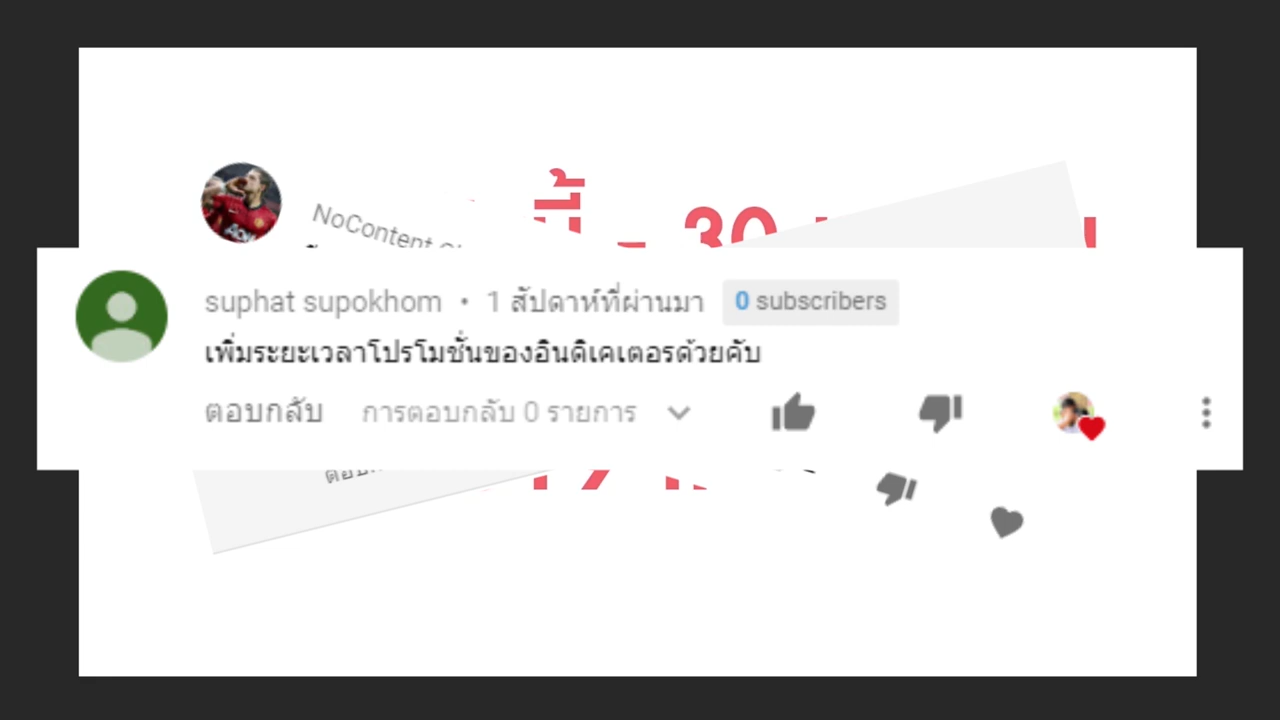 NoContent
นี้ - 30
suphat supokhom • 1 สัปดาห์ที่ผ่านมา 0 subscribers
เพิ่มระยะเวลาโปรโมชั่นของอินดิเคเตอรด้วยคับ
ตอบกลับ การตอบกลับ 0 รายการ